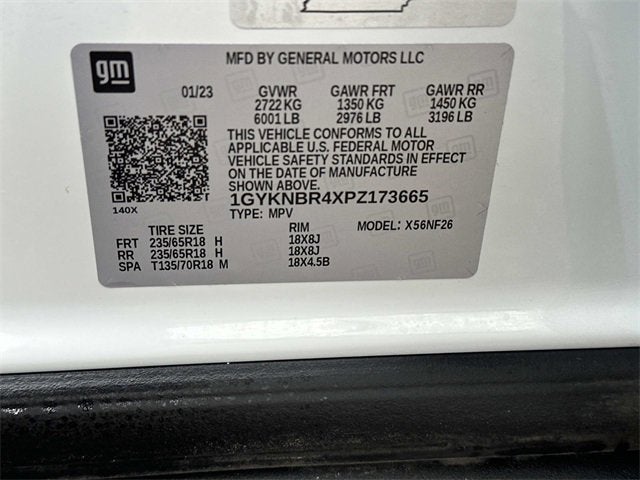 gm
MFD BY GENERAL MOTORS LLC
01/23 GVWR GAWR FRT GAWR RR
2722 KG 1350 KG 1450 KG
6001 LB 2976 LB 3196 LB
THIS VEHICLE CONFORMS TO ALL
APPLICABLE U.S. FEDERAL MOTOR
VEHICLE SAFETY STANDARDS IN EFFECT
ON THE DATE OF MANUFACTURE
SHOWN ABOVE.
140X
1GYKNBR4XPZ173665
TYPE: MPV MODEL: X56NF26
TIRE SIZE RIM
FRT 235/65R18 H 18X8J
RR 235/65R18 H 18X8J
SPA T135/70R18 M 18X4.5B